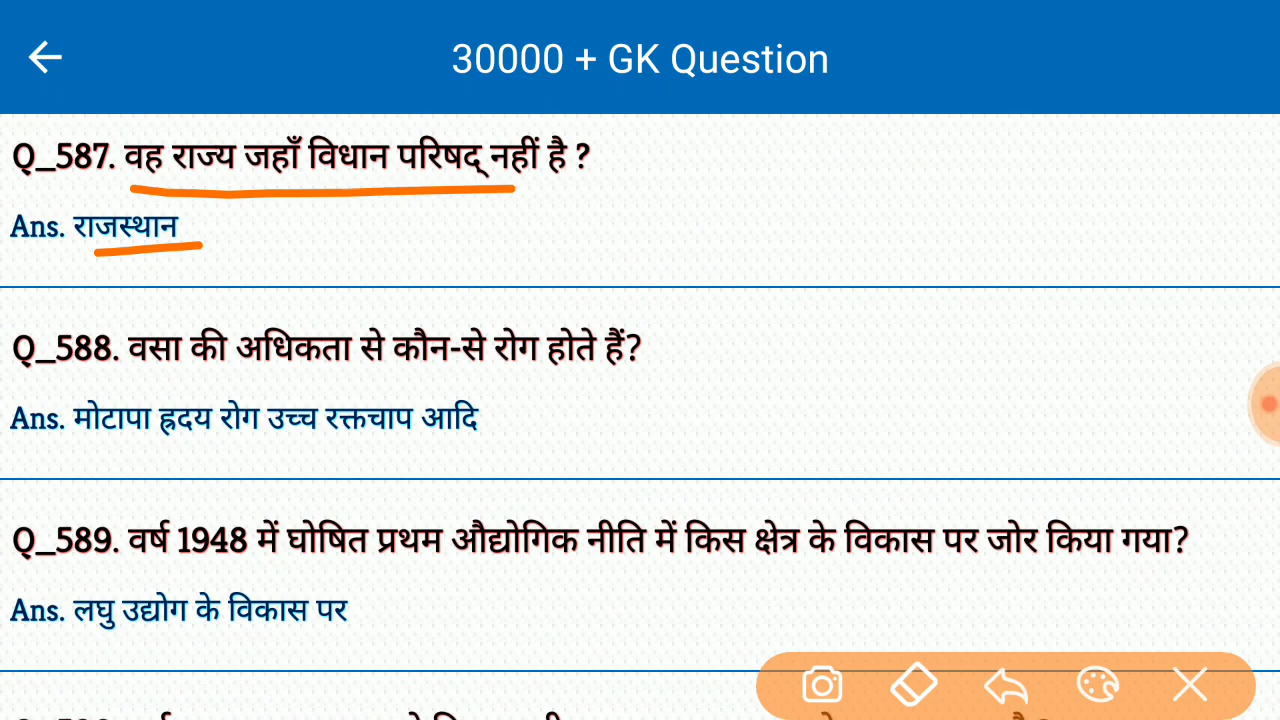 30000 + GK Question
Q_587. वह राज्य जहाँ विधान परिषद् नहीं है ?
Ans. राजस्थान
Q_588. वसा की अधिकता से कौन-से रोग होते हैं?
Ans. मोटापा ह्रदय रोग उच्च रक्तचाप आदि
Q_589. वर्ष 1948 में घोषित प्रथम औद्योगिक नीति में किस क्षेत्र के विकास पर जोर किया गया?
Ans. लघु उद्योग के विकास पर